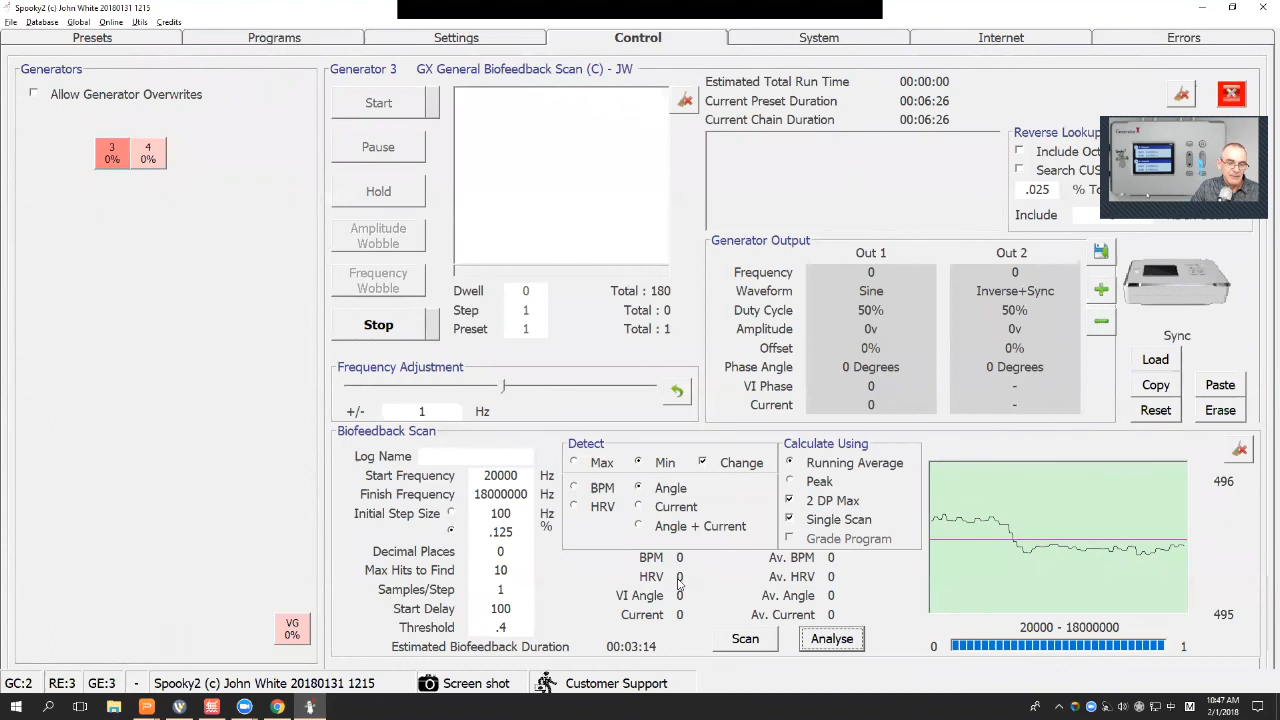 Spooky2 (c) John White 20180131 1215
File Database Global Online Utils Credits
Presets Programs Settings Control System Internet Errors
Generators
Allow Generator Overwrites
3 0%
4 0%
VG 0%
Generator 3 GX General Biofeedback Scan (C) - JW
Start
Pause
Hold
Amplitude
Wobble
Frequency
Wobble
Stop
Dwell 0 Total : 180
Step 1 Total : 0
Preset 1 Total : 1
Estimated Total Run Time 00:00:00
Current Preset Duration 00:06:26
Current Chain Duration 00:06:26
Reverse Lookup
Include Oct
Search CUS
.025 % To
Include
Generator Output
Out 1 Out 2
Frequency 0 0
Waveform Sine Inverse+Sync
Duty Cycle 50% 50%
Amplitude 0v 0v
Offset 0% 0%
Phase Angle 0 Degrees 0 Degrees
VI Phase 0 -
Current 0 -
Sync
Load
Copy Paste
Reset Erase
Frequency Adjustment
+/- 1 Hz
Biofeedback Scan
Log Name
Start Frequency 20000 Hz
Finish Frequency 18000000 Hz
Initial Step Size 100 Hz
.125 %
Decimal Places 0
Max Hits to Find 10
Samples/Step 1
Start Delay 100
Threshold .4
Estimated Biofeedback Duration 00:03:14
Detect
Max Min Change
BPM Angle
HRV Current
Angle + Current
Calculate Using
Running Average
Peak
2 DP Max
Single Scan
Grade Program
BPM 0 Av. BPM 0
HRV 0 Av. HRV 0
VI Angle 0 Av. Angle 0
Current 0 Av. Current 0
Scan Analyse
496
495
20000 - 18000000
0 1
GC:2 RE:3 GE:3 - Spooky2 (c) John White 20180131 1215 Screen shot Customer Support
10:47 AM
2/1/2018